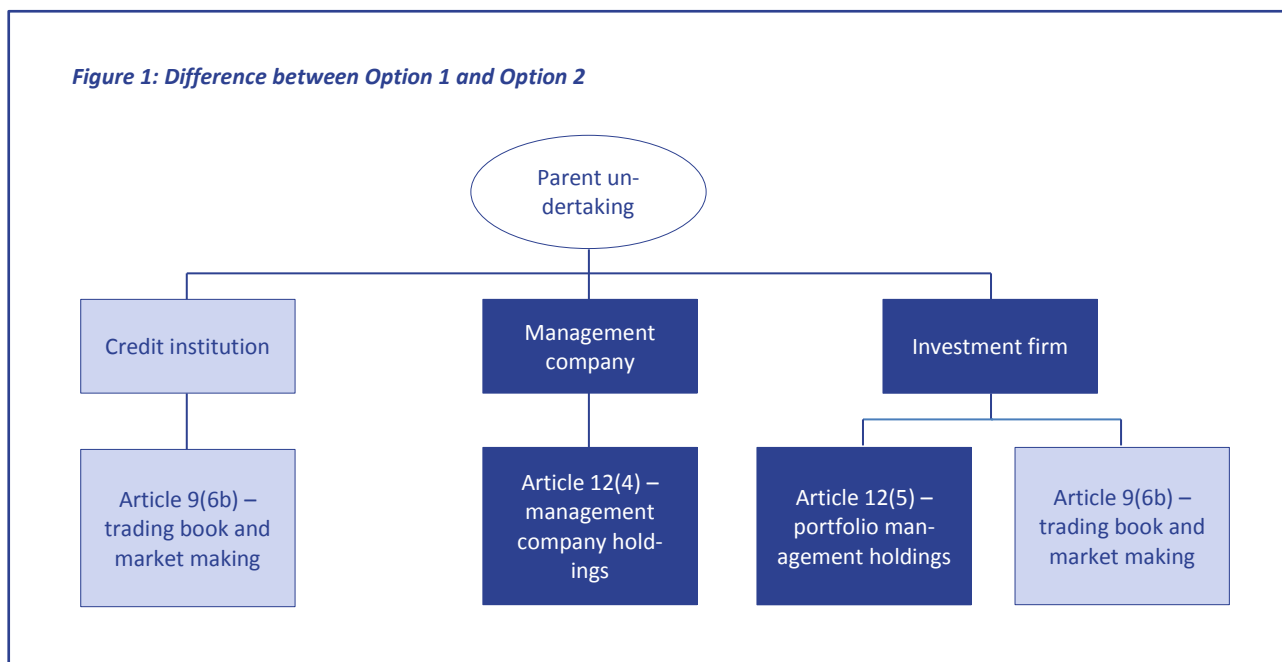 Figure 1: Difference between Option 1 and Option 2
Parent un-
dertaking
Credit institution
Management
company
Investment firm
Article 9(6b) –
trading book and
market making
Article 12(4) –
management
company hold-
ings
Article 12(5) –
portfolio man-
agement holdings
Article 9(6b) –
trading book and
market making